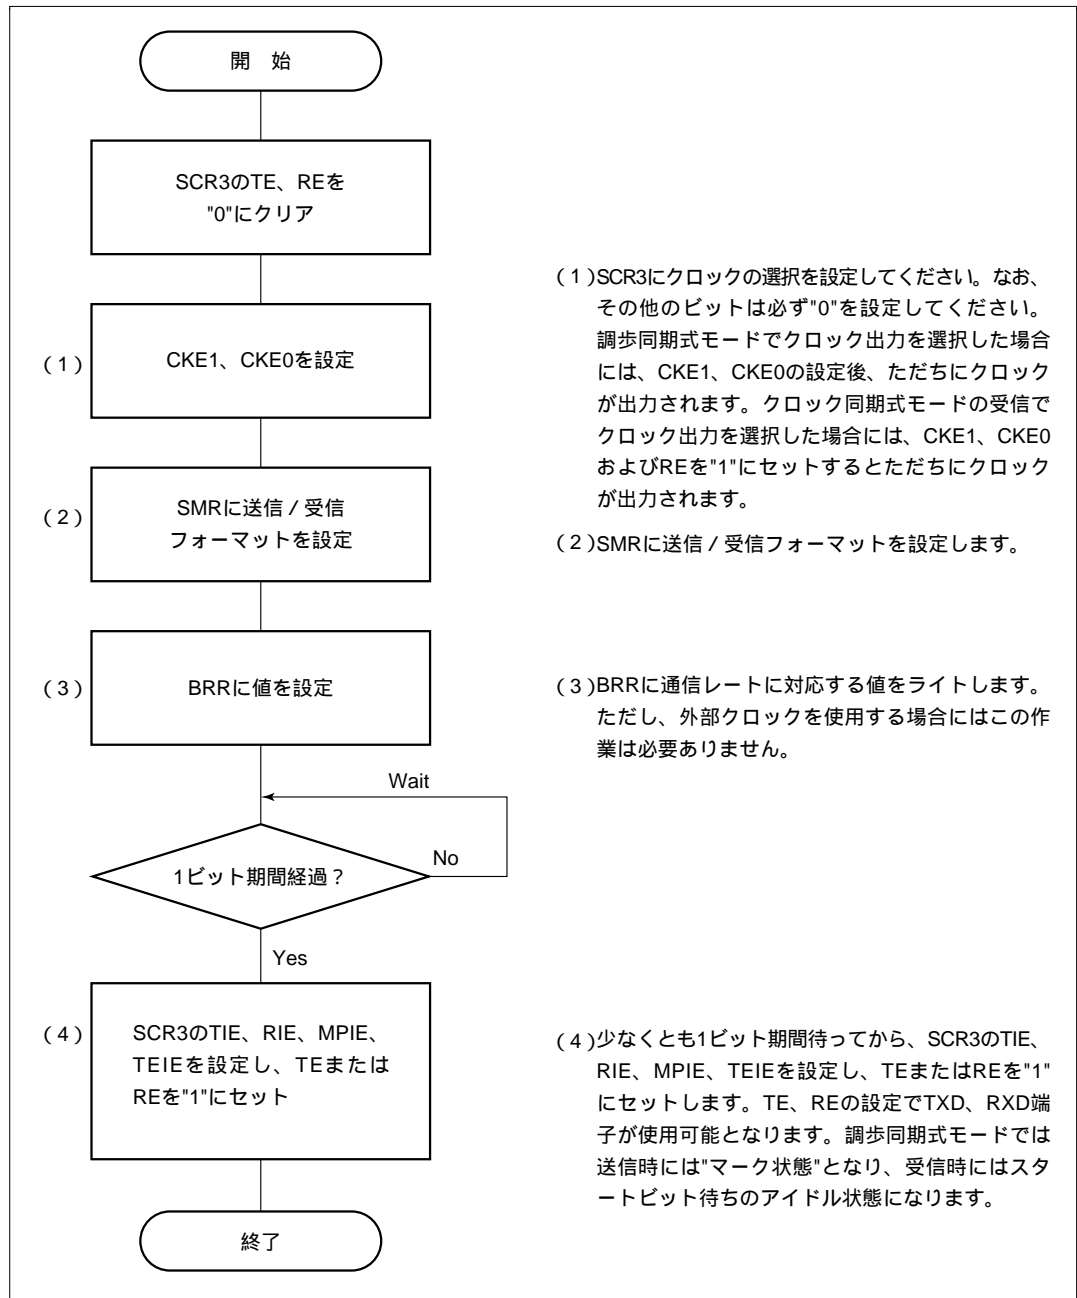 開　始
SCR3のTE、REを
"0"にクリア
（1）
CKE1、CKE0を設定
（1）SCR3にクロックの選択を設定してください。なお、
その他のビットは必ず"0"を設定してください。
調歩同期式モードでクロック出力を選択した場合
には、CKE1、CKE0の設定後、ただちにクロック
が出力されます。クロック同期式モードの受信で
クロック出力を選択した場合には、CKE1、CKE0
およびREを"1"にセットするとただちにクロック
が出力されます。
（2）
SMRに送信／受信
フォーマットを設定
（2）SMRに送信／受信フォーマットを設定します。
（3）
BRRに値を設定
（3）BRRに通信レートに対応する値をライトします。
ただし、外部クロックを使用する場合にはこの作
業は必要ありません。
Wait
1ビット期間経過？
No
Yes
（4）
SCR3のTIE、RIE、MPIE、
TEIEを設定し、TEまたは
REを"1"にセット
（4）少なくとも1ビット期間待ってから、SCR3のTIE、
RIE、MPIE、TEIEを設定し、TEまたはREを"1"
にセットします。TE、REの設定でTXD、RXD端
子が使用可能となります。調歩同期式モードでは
送信時には"マーク状態"となり、受信時にはスタ
ートビット待ちのアイドル状態になります。
終了